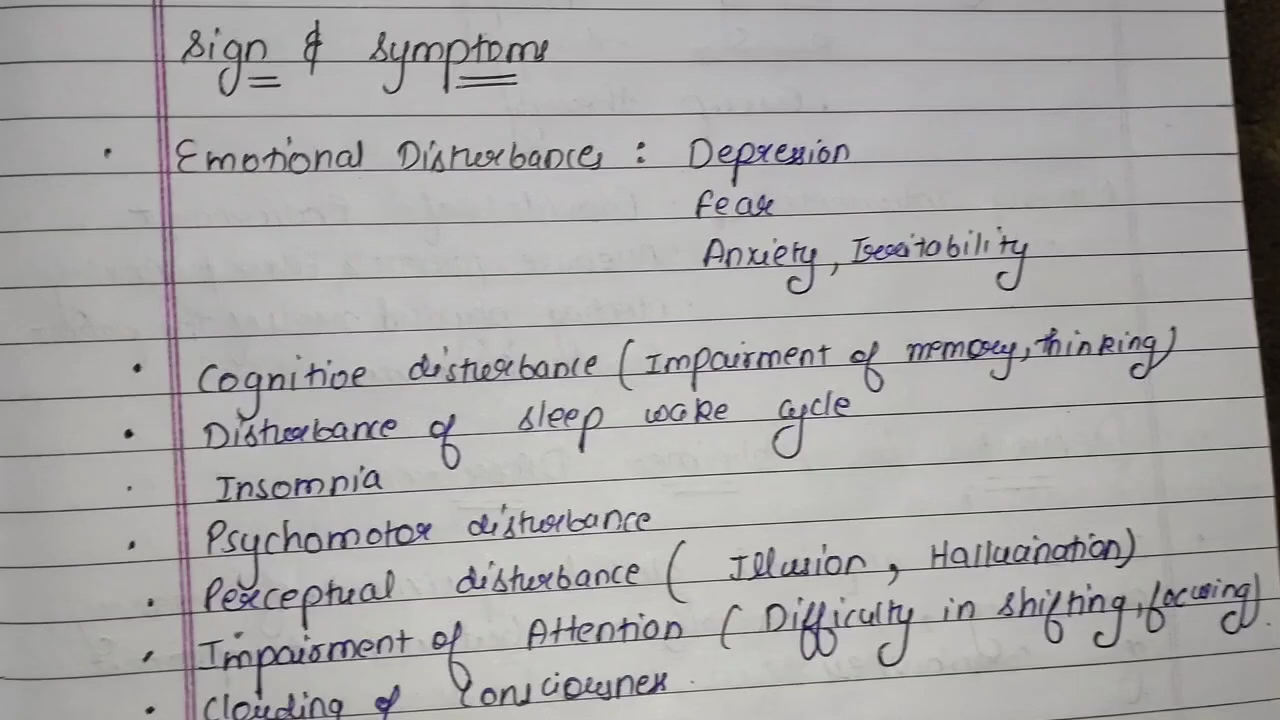 Sign & Symptoms
• Emotional Disturbances : Depression
Fear
Anxiety, Irritability
• Cognitive disturbance (Impairment of memory, thinking)
• Disturbance of sleep wake cycle
• Insomnia
• Psychomotor disturbance
• Perceptual disturbance ( Illusion , Hallucination)
• Impairment of Attention ( Difficulty in shifting, focusing)
• Clouding of Consciousness